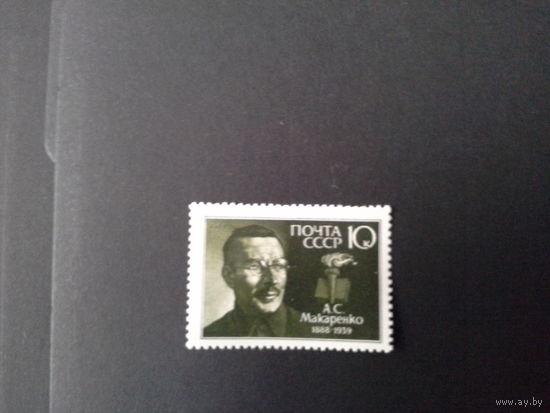 ПОЧТА 10к
СССР
А.С.
Макаренко
1888-1939
www.ay.by